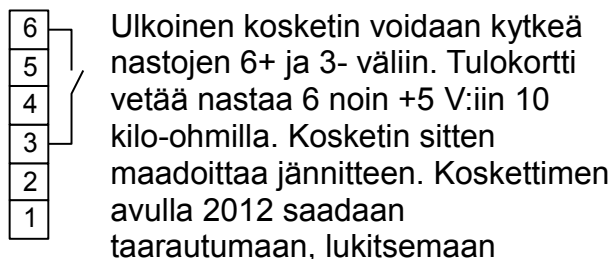 6
5
4
3
2
1
Ulkoinen kosketin voidaan kytkeä
nastojen 6+ ja 3- väliin. Tulokortti
vetää nastaa 6 noin +5 V:iin 10
kilo-ohmilla. Kosketin sitten
maadoittaa jännitteen. Koskettimen
avulla 2012 saadaan
taarautumaan, lukitsemaan